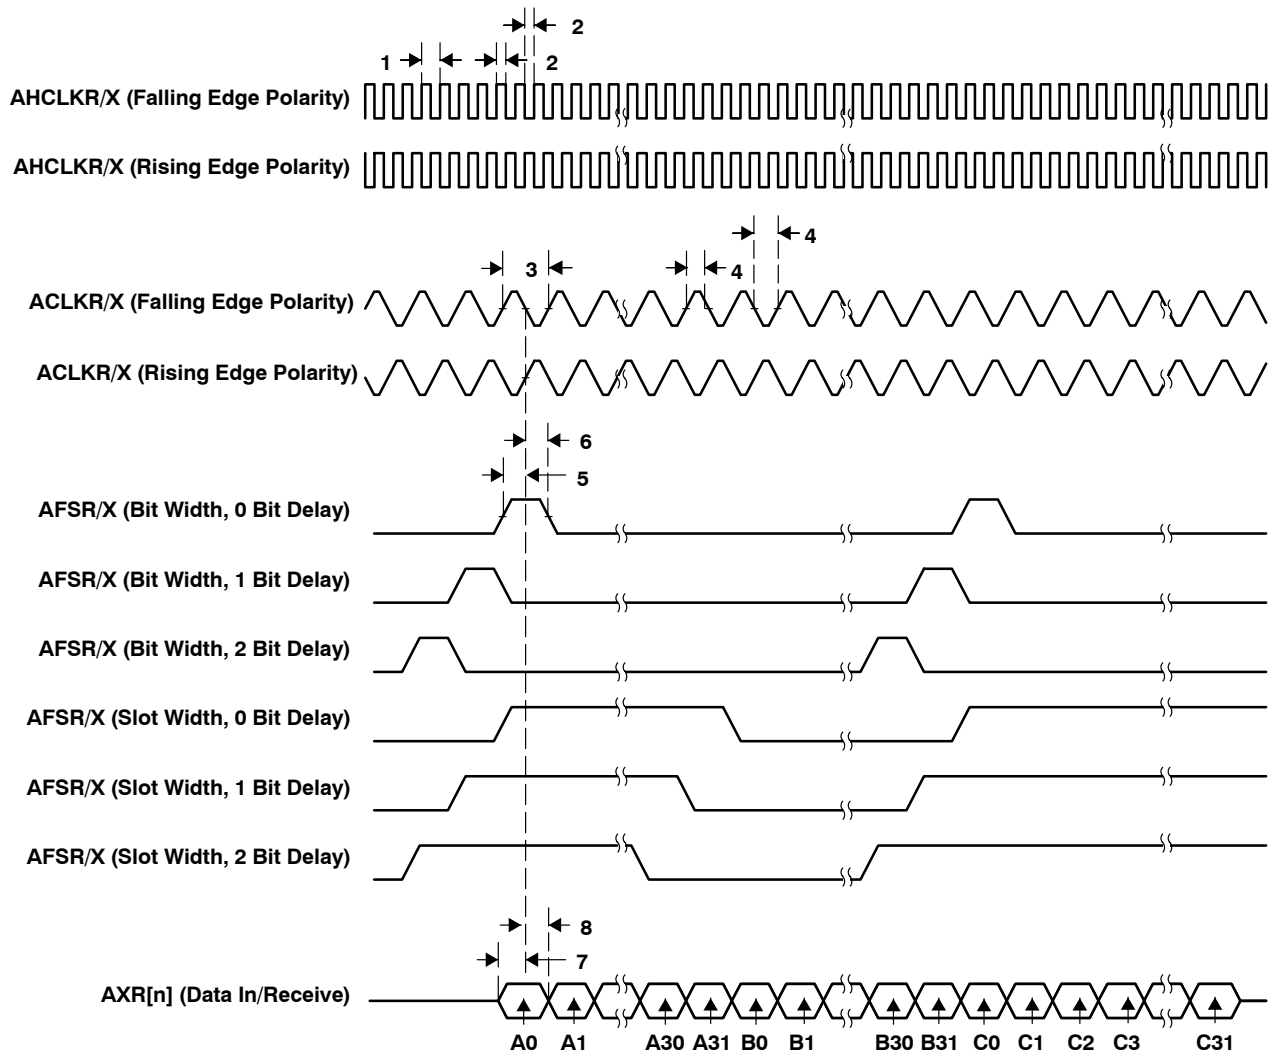 2
1
2
AHCLKR/X (Falling Edge Polarity)
AHCLKR/X (Rising Edge Polarity)
4
3
4
ACLKR/X (Falling Edge Polarity)
ACLKR/X (Rising Edge Polarity)
6
5
AFSR/X (Bit Width, 0 Bit Delay)
AFSR/X (Bit Width, 1 Bit Delay)
AFSR/X (Bit Width, 2 Bit Delay)
AFSR/X (Slot Width, 0 Bit Delay)
AFSR/X (Slot Width, 1 Bit Delay)
AFSR/X (Slot Width, 2 Bit Delay)
8
7
AXR[n] (Data In/Receive)
A0 A1 A30 A31 B0 B1 B30 B31 C0 C1 C2 C3 C31